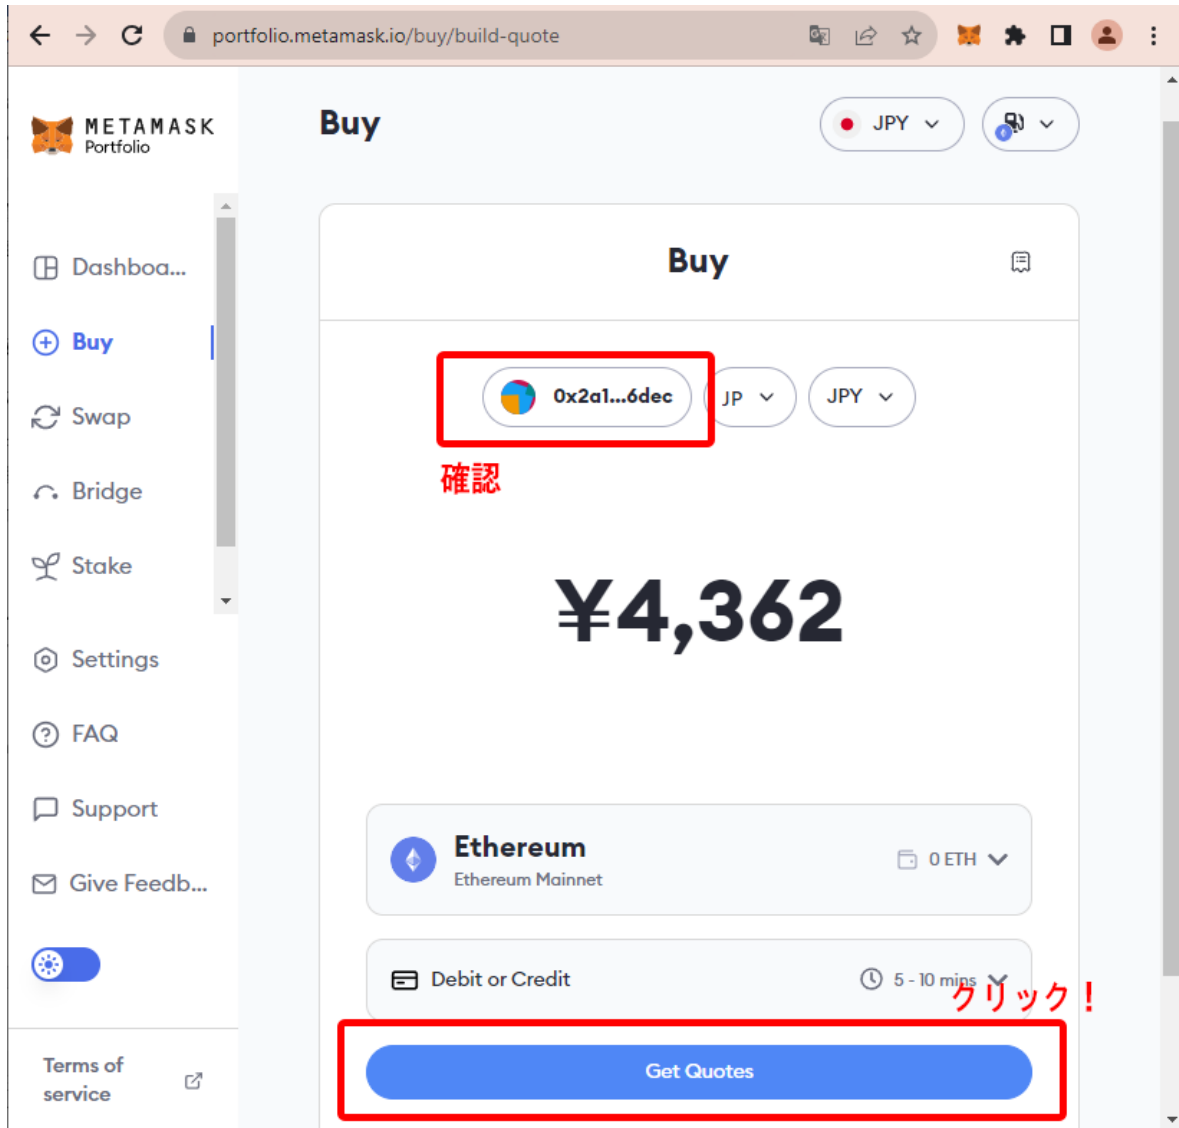 portfolio.metamask.io/buy/build-quote
METAMASK
Portfolio
Buy
JPY
Dashboa...
Buy
Swap
Bridge
Stake
Settings
FAQ
Support
Give Feedb...
Terms of
service
Buy
0x2a1...6dec
JP
JPY
確認
¥4,362
Ethereum
Ethereum Mainnet
0 ETH
Debit or Credit
5 - 10 mins
クリック！
Get Quotes